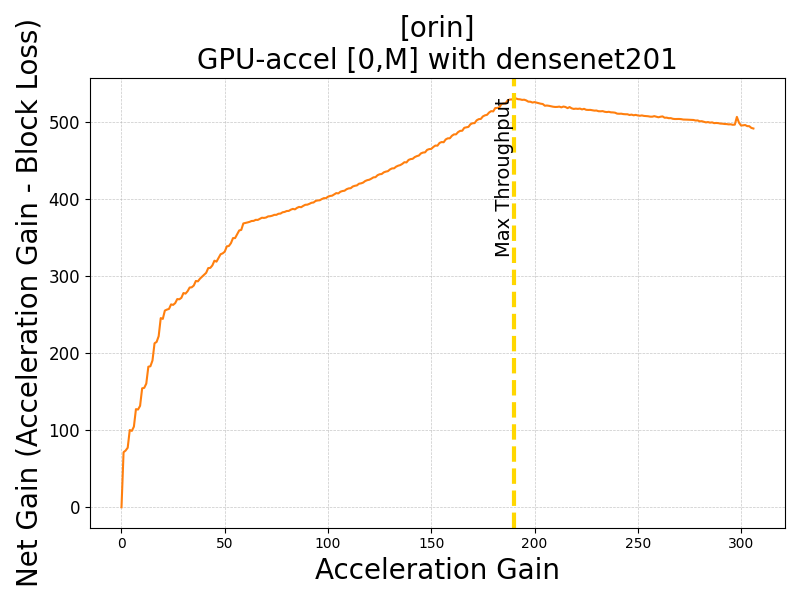 [orin]
GPU-accel [0,M] with densenet201
Net Gain (Acceleration Gain - Block Loss)
500
400
300
200
100
0
Max Throughput
0 50 100 150 200 250 300
Acceleration Gain